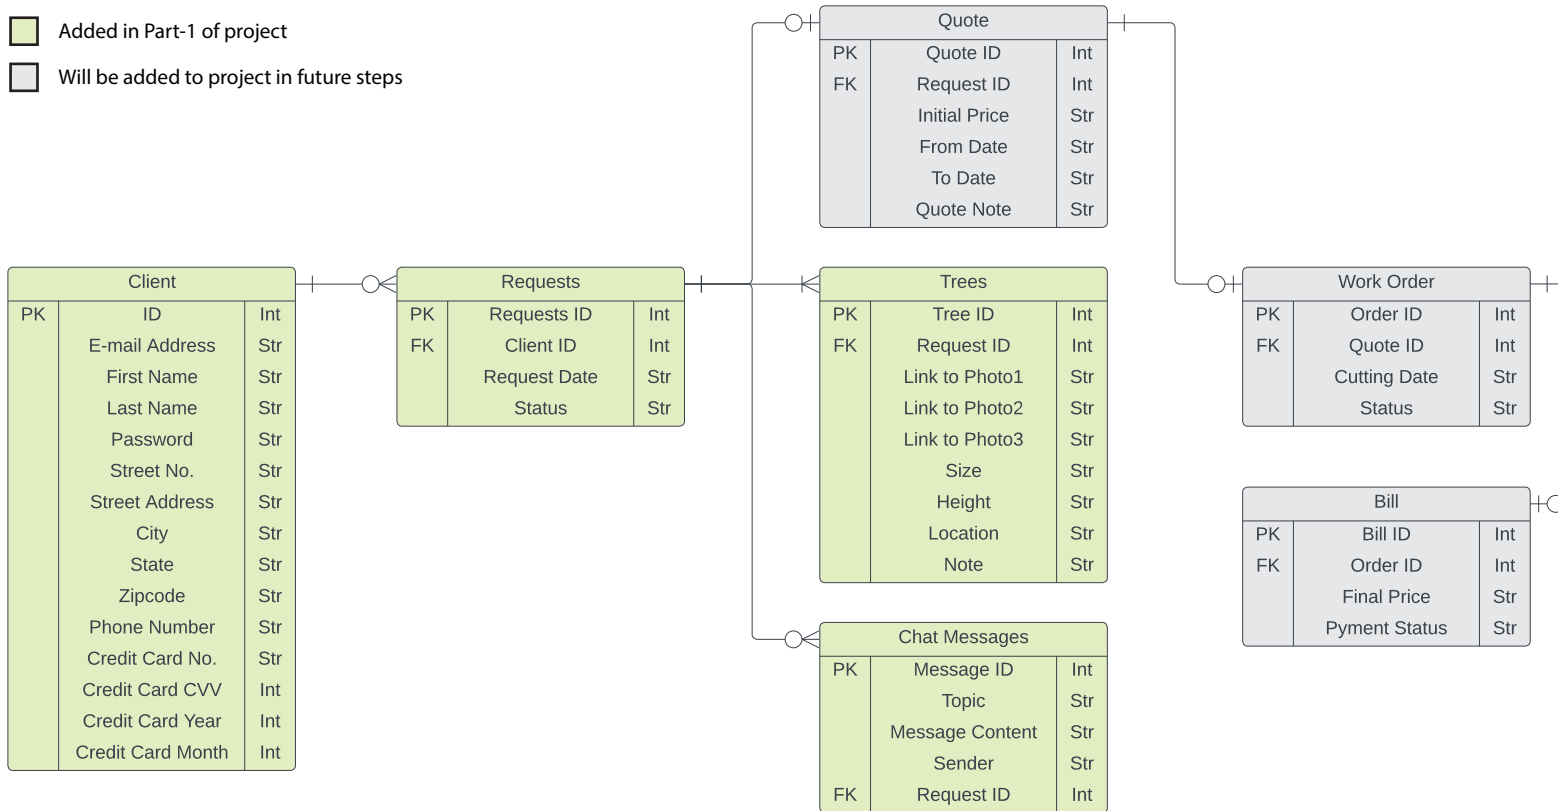 Added in Part-1 of project
Will be added to project in future steps
Quote
PK Quote ID Int
FK Request ID Int
Initial Price Str
From Date Str
To Date Str
Quote Note Str
Client
PK ID Int
E-mail Address Str
First Name Str
Last Name Str
Password Str
Street No. Str
Street Address Str
City Str
State Str
Zipcode Str
Phone Number Str
Credit Card No. Str
Credit Card CVV Int
Credit Card Year Int
Credit Card Month Int
Requests
PK Requests ID Int
FK Client ID Int
Request Date Str
Status Str
Trees
PK Tree ID Int
FK Request ID Int
Link to Photo1 Str
Link to Photo2 Str
Link to Photo3 Str
Size Str
Height Str
Location Str
Note Str
Work Order
PK Order ID Int
FK Quote ID Int
Cutting Date Str
Status Str
Bill
PK Bill ID Int
FK Order ID Int
Final Price Str
Pyment Status Str
Chat Messages
PK Message ID Int
Topic Str
Message Content Str
Sender Str
FK Request ID Int